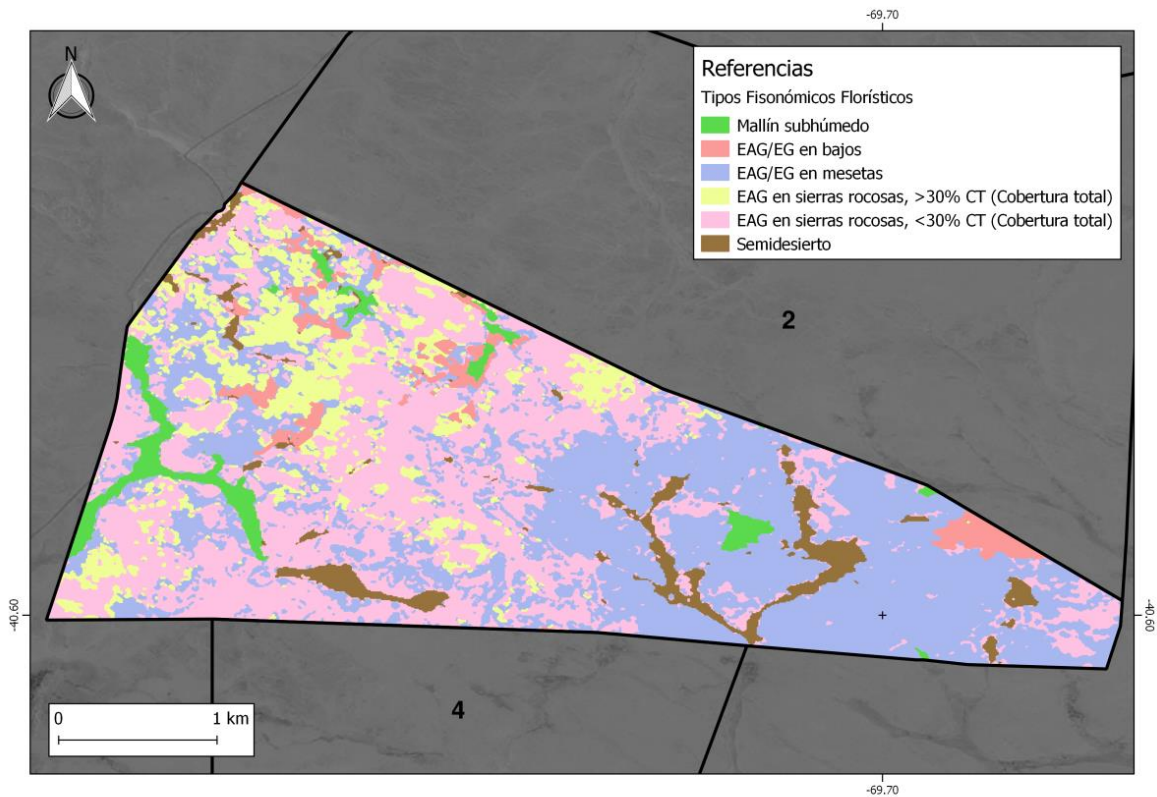 -69.70
N
Referencias
Tipos Fisonómicos Florísticos
Mallín subhúmedo
EAG/EG en bajos
EAG/EG en mesetas
EAG en sierras rocosas, >30% CT (Cobertura total)
EAG en sierras rocosas, <30% CT (Cobertura total)
Semidesierto
2
-40.60
-40.60
4
0 1 km
-69.70